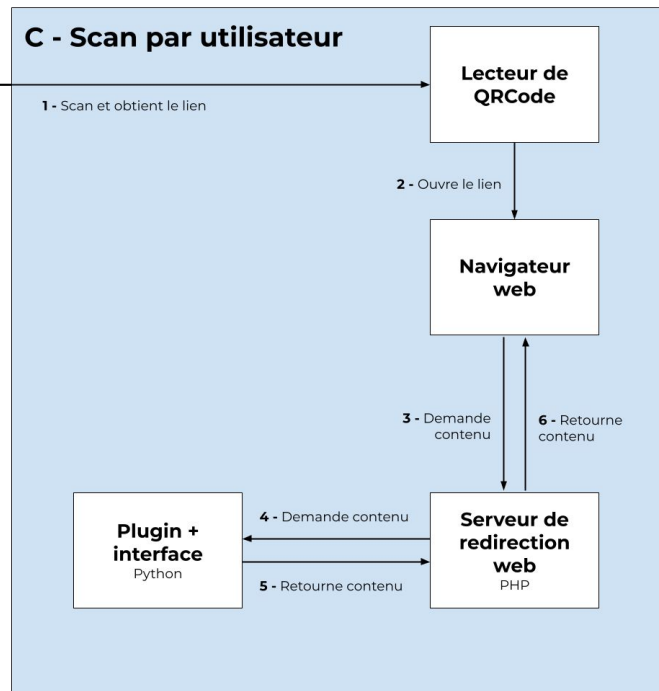 C - Scan par utilisateur
Lecteur de
QRCode
1 - Scan et obtient le lien
2 - Ouvre le lien
Navigateur
web
3 - Demande
contenu
6 - Retourne
contenu
Plugin +
interface
Python
4 - Demande contenu
5 - Retourne contenu
Serveur de
redirection
web
PHP